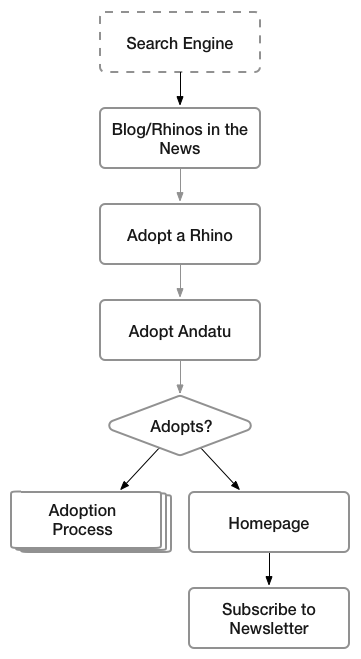 Search Engine
Blog/Rhinos in the
News
Adopt a Rhino
Adopt Andatu
Adopts?
Adoption
Process
Homepage
Subscribe to
Newsletter